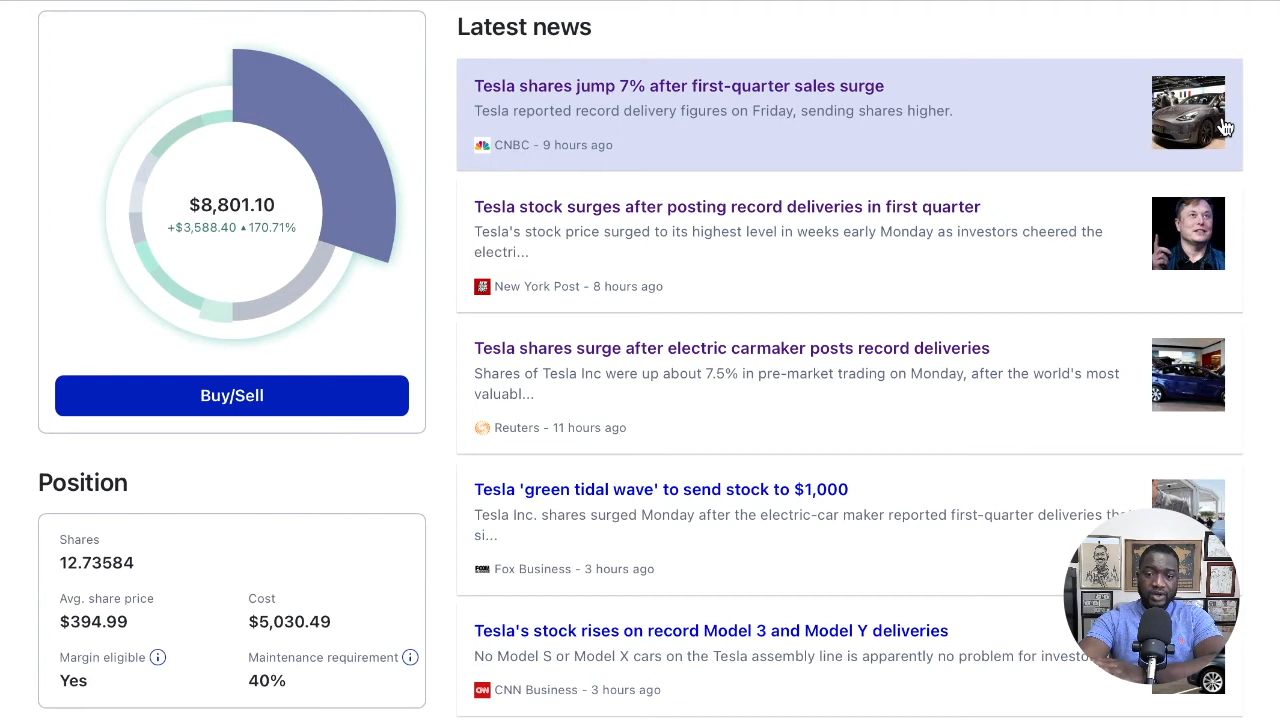 $8,801.10
+$3,588.40 ▲ 170.71%
Buy/Sell
Position
Shares
12.73584
Avg. share price
$394.99
Cost
$5,030.49
Margin eligible
Yes
Maintenance requirement
40%
Latest news
Tesla shares jump 7% after first-quarter sales surge
Tesla reported record delivery figures on Friday, sending shares higher.
CNBC - 9 hours ago
Tesla stock surges after posting record deliveries in first quarter
Tesla's stock price surged to its highest level in weeks early Monday as investors cheered the
electri...
New York Post - 8 hours ago
Tesla shares surge after electric carmaker posts record deliveries
Shares of Tesla Inc were up about 7.5% in pre-market trading on Monday, after the world's most
valuabl...
Reuters - 11 hours ago
Tesla 'green tidal wave' to send stock to $1,000
Tesla Inc. shares surged Monday after the electric-car maker reported first-quarter deliveries
si...
Fox Business - 3 hours ago
Tesla's stock rises on record Model 3 and Model Y deliveries
No Model S or Model X cars on the Tesla assembly line is apparently no problem for
CNN Business - 3 hours ago